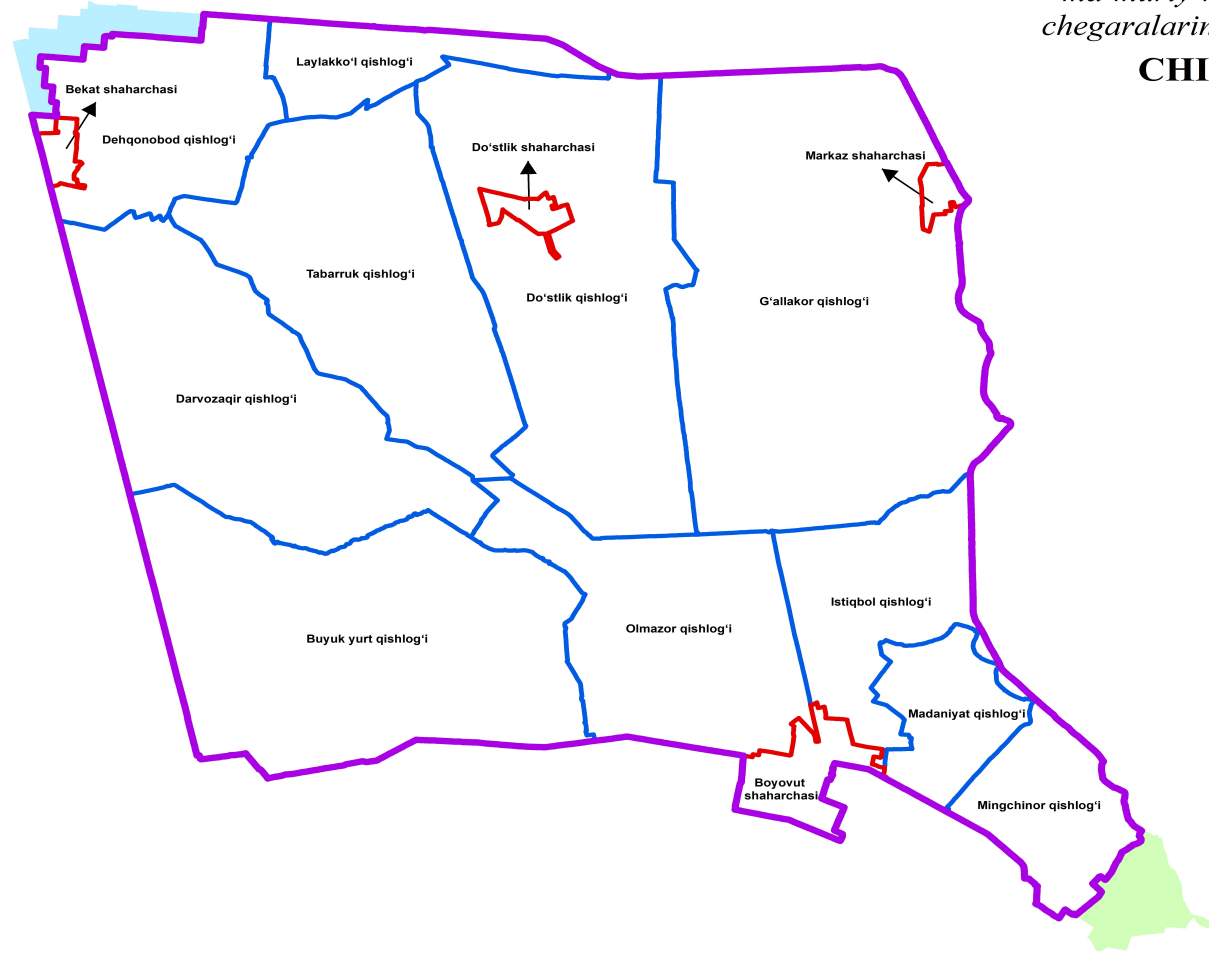 chegaralarin
CHI
Laylakko‘l qishlog‘i
Bekat shaharchasi
Dehqonobod qishlog‘i
Do‘stlik shaharchasi
Markaz shaharchasi
Tabarruk qishlog‘i
Do‘stlik qishlog‘i
G‘allakor qishlog‘i
Darvozaqir qishlog‘i
Istiqbol qishlog‘i
Olmazor qishlog‘i
Buyuk yurt qishlog‘i
Madaniyat qishlog‘i
Boyovut
shaharchasi
Mingchinor qishlog‘i